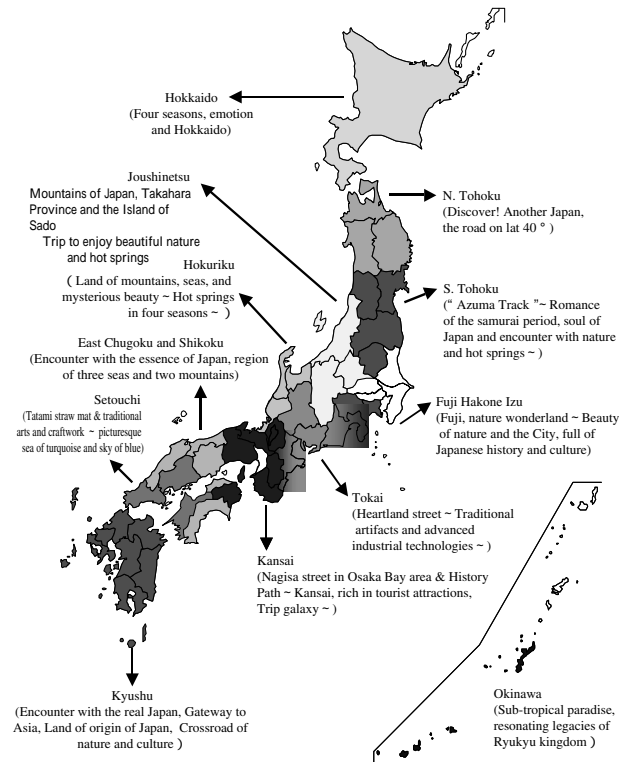 Hokkaido
(Four seasons, emotion
and Hokkaido)
Joushinetsu
Mountains of Japan, Takahara
Province and the Island of
Sado
Trip to enjoy beautiful nature
and hot springs
N. Tohoku
(Discover! Another Japan,
the road on lat 40 ° )
Hokuriku
( Land of mountains, seas, and
mysterious beauty ~ Hot springs
in four seasons ~ )
S. Tohoku
(“ Azuma Track ”~ Romance
of the samurai period, soul of
Japan and encounter with nature
and hot springs ~ )
East Chugoku and Shikoku
(Encounter with the essence of Japan, region
of three seas and two mountains)
Setouchi
(Tatami straw mat & traditional
arts and craftwork ~ picturesque
sea of turquoise and sky of blue)
Fuji Hakone Izu
(Fuji, nature wonderland ~ Beauty
of nature and the City, full of
Japanese history and culture)
Tokai
(Heartland street ~ Traditional
artifacts and advanced
industrial technologies ~ )
Kansai
(Nagisa street in Osaka Bay area & History
Path ~ Kansai, rich in tourist attractions,
Trip galaxy ~ )
Kyushu
(Encounter with the real Japan, Gateway to
Asia, Land of origin of Japan, Crossroad of
nature and culture )
Okinawa
(Sub-tropical paradise,
resonating legacies of
Ryukyu kingdom )